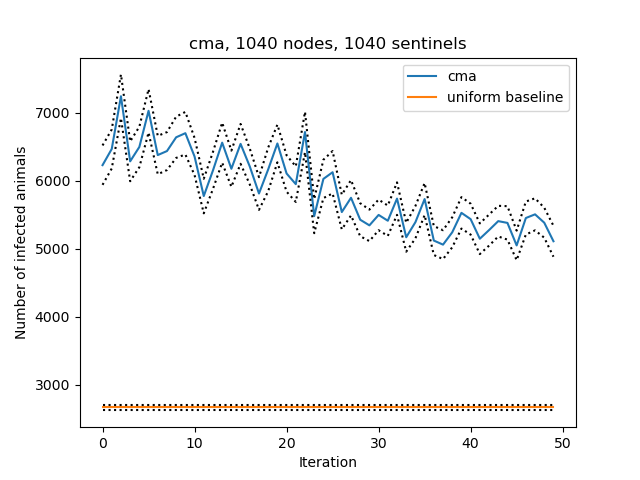 cma, 1040 nodes, 1040 sentinels
cma
uniform baseline
Number of infected animals
7000
6000
5000
4000
3000
0 10 20 30 40 50
Iteration